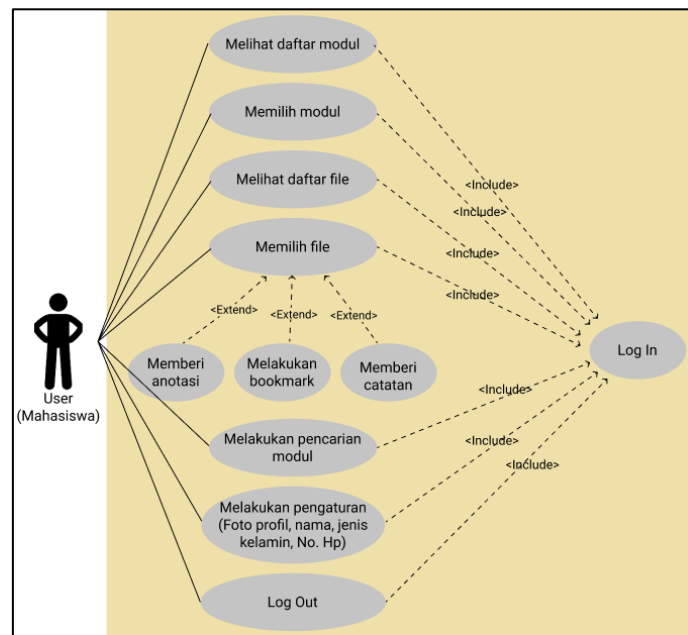 Melihat daftar modul
Memilih modul
<Include>
<Include>
Melihat daftar file
<Include>
Memilih file
<Include>
<Extend>
<Extend>
<Extend>
Log In
Memberi
anotasi
Melakukan
bookmark
Memberi
catatan
User
(Mahasiswa)
<Include>
Melakukan pencarian
modul
<Include>
<Include>
Melakukan pengaturan
(Foto profil, nama, jenis
kelamin, No. Hp)
Log Out